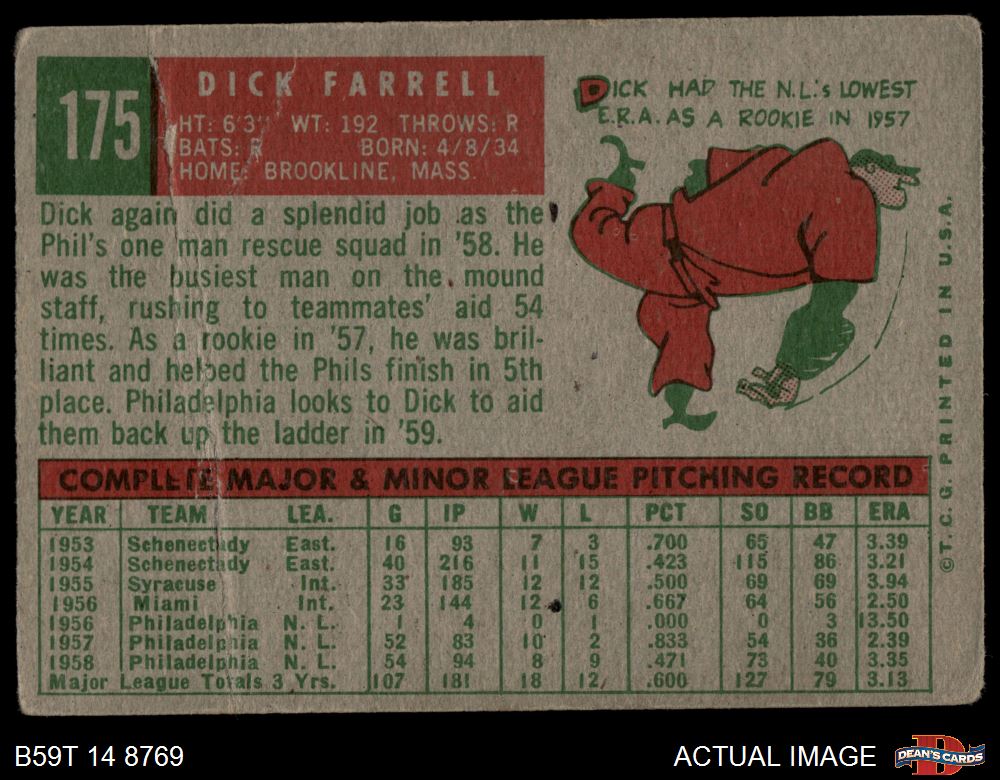 175
DICK FARRELL
HT: 6'3" WT: 192 THROWS: R
BATS: R BORN: 4/8/34
HOME: BROOKLINE, MASS.
DICK HAD THE N.L.'s LOWEST
E.R.A. AS A ROOKIE IN 1957
Dick again did a splendid job as the
Phil's one man rescue squad in '58. He
was the busiest man on the mound
staff, rushing to teammates' aid 54
times. As a rookie in '57, he was bril-
liant and helped the Phils finish in 5th
place. Philadelphia looks to Dick to aid
them back up the ladder in '59.
COMPLETE MAJOR & MINOR LEAGUE PITCHING RECORD
YEAR TEAM LEA. G IP W L PCT SO BB ERA
1953 Schenectady East. 16 93 7 3 .700 65 47 3.39
1954 Schenectady East. 40 216 11 15 .423 115 86 3.21
1955 Syracuse Int. 33 185 12 12 .500 69 69 3.94
1956 Miami Int. 23 144 12 6 .667 64 56 2.50
1956 Philadelphia N. L. 1 4 0 1 .000 0 3 13.50
1957 Philadelphia N. L. 52 83 10 2 .833 54 36 2.39
1958 Philadelphia N. L. 54 94 8 9 .471 73 40 3.35
Major League Totals 3 Yrs. 107 181 18 12 .600 127 79 3.13
©T. C. G. PRINTED IN U.S.A.
B59T 14 8769
ACTUAL IMAGE
D
DEAN'S CARDS